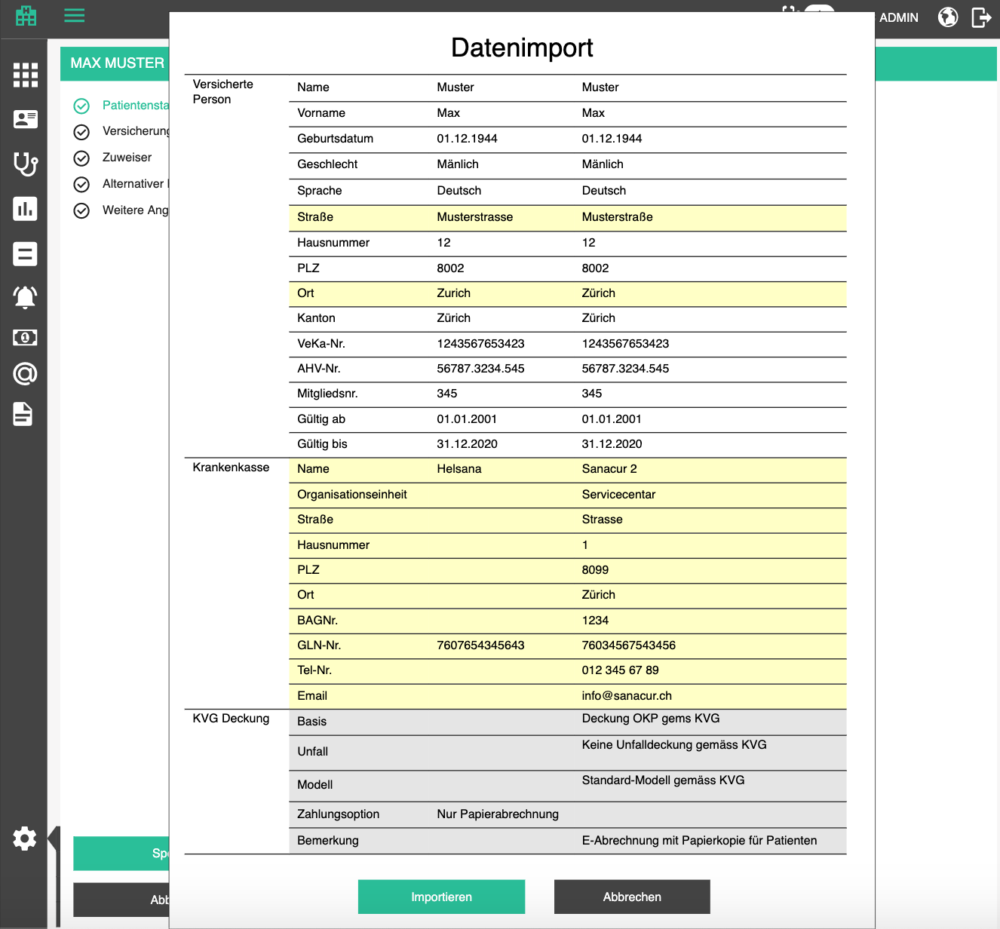 ADMIN
MAX MUSTER
Patientensta
Versicherung
Zuweiser
Alternativer
Weitere Ang
Datenimport
Versicherte
Person
Name Muster Muster
Vorname Max Max
Geburtsdatum 01.12.1944 01.12.1944
Geschlecht Mänlich Mänlich
Sprache Deutsch Deutsch
Straße Musterstrasse Musterstraße
Hausnummer 12 12
PLZ 8002 8002
Ort Zurich Zürich
Kanton Zürich Zürich
VeKa-Nr. 1243567653423 1243567653423
AHV-Nr. 56787.3234.545 56787.3234.545
Mitgliedsnr. 345 345
Gültig ab 01.01.2001 01.01.2001
Gültig bis 31.12.2020 31.12.2020
Krankenkasse
Name Helsana Sanacur 2
Organisationseinheit Servicecentar
Straße Strasse
Hausnummer 1
PLZ 8099
Ort Zürich
BAGNr. 1234
GLN-Nr. 7607654345643 76034567543456
Tel-Nr. 012 345 67 89
Email info@sanacur.ch
KVG Deckung
Basis Deckung OKP gems KVG
Unfall Keine Unfalldeckung gemäss KVG
Modell Standard-Modell gemäss KVG
Zahlungsoption Nur Papierabrechnung
Bemerkung E-Abrechnung mit Papierkopie für Patienten
Spe
Abb
Importieren
Abbrechen